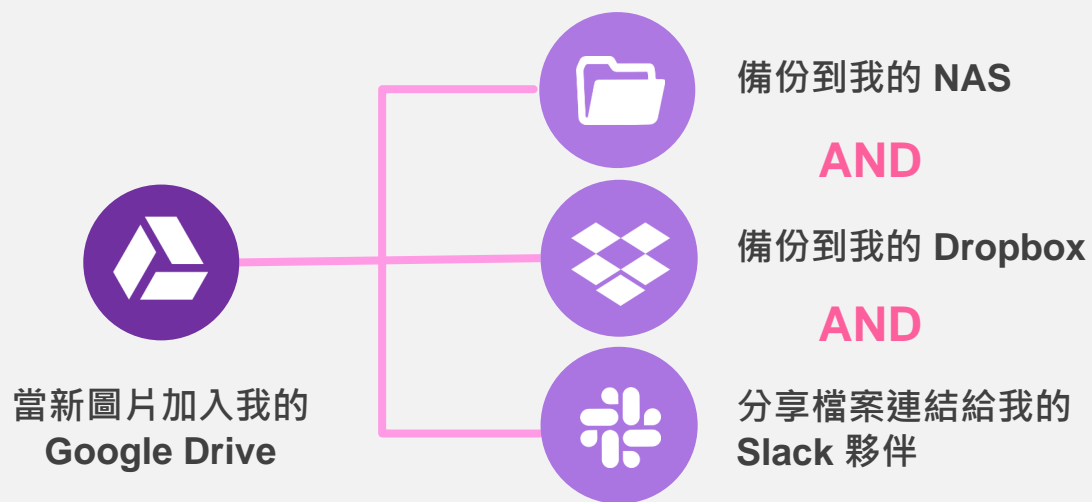 備份到我的 NAS
AND
備份到我的 Dropbox
AND
當新圖片加入我的
Google Drive
分享檔案連結給我的
Slack 夥伴